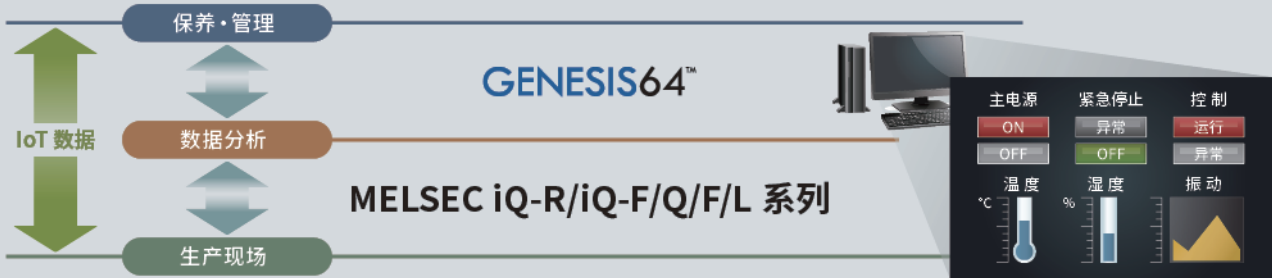 保养・管理
GENESIS64™
IoT 数据
数据分析
MELSEC iQ-R/iQ-F/Q/F/L 系列
生产现场
主电源 紧急停止 控制
ON 异常 运行
OFF OFF 异常
温度 湿度 振动
℃ %